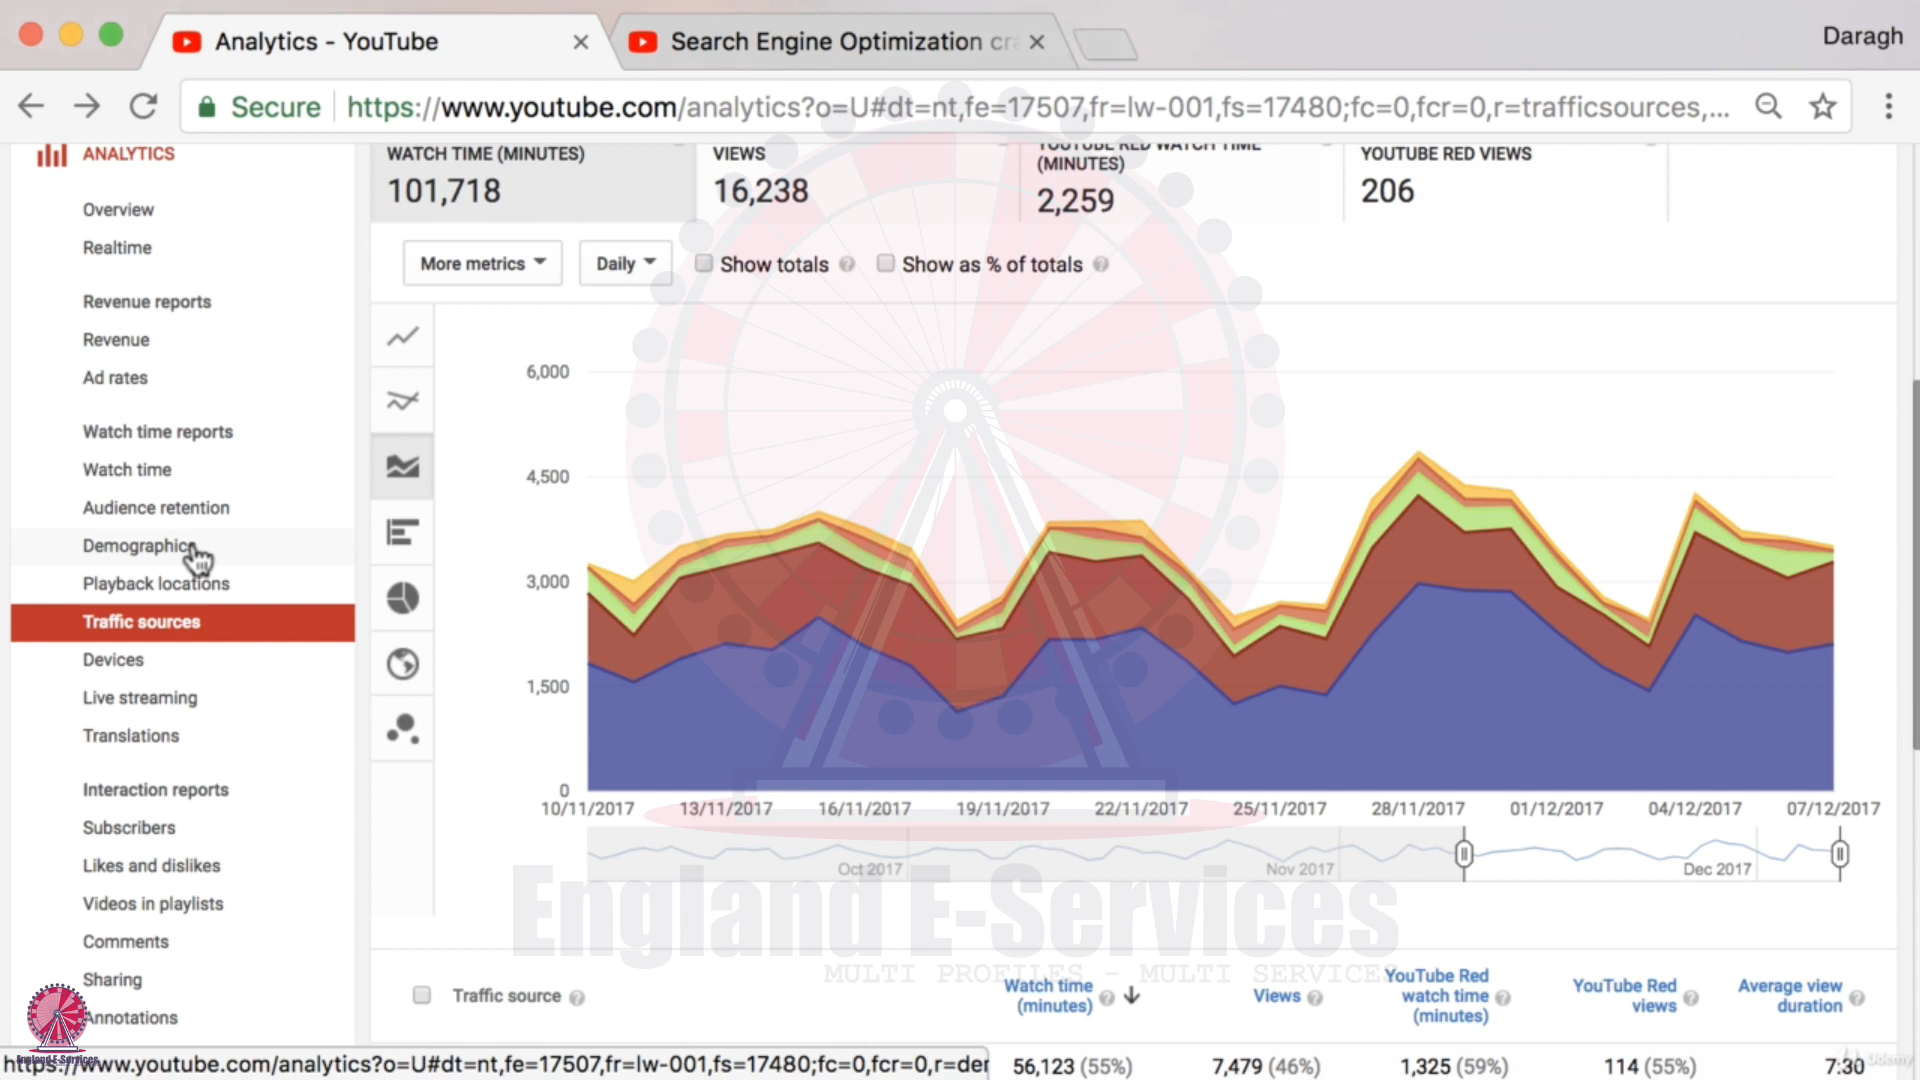 Analytics - YouTube
Search Engine Optimization
Daragh
Secure
https://www.youtube.com/analytics?o=U#dt=nt,fe=17507,fr=lw-001,fs=17480;fc=0,fcr=0,r=trafficsources,...
ANALYTICS
Overview
Realtime
Revenue reports
Revenue
Ad rates
Watch time reports
Watch time
Audience retention
Demographics
Playback locations
Traffic sources
Devices
Live streaming
Translations
Interaction reports
Subscribers
Likes and dislikes
Videos in playlists
Comments
Sharing
Annotations
WATCH TIME (MINUTES)
101,718
VIEWS
16,238
YOUTUBE RED WATCH TIME
(MINUTES)
2,259
YOUTUBE RED VIEWS
206
More metrics
Daily
Show totals
Show as % of totals
6,000
4,500
3,000
1,500
0
10/11/2017 13/11/2017 16/11/2017 19/11/2017 22/11/2017 25/11/2017 28/11/2017 01/12/2017 04/12/2017 07/12/2017
Oct 2017 Nov 2017 Dec 2017
England E-Services
MULTI PROFILES - MULTI SERVICES
Traffic source
Watch time
(minutes)
Views
YouTube Red
watch time
(minutes)
YouTube Red
views
Average view
duration
56,123 (55%) 7,479 (46%) 1,325 (59%) 114 (55%) 7:30
England E-Services
https://www.youtube.com/analytics?o=U#dt=nt,fe=17507,fr=lw-001,fs=17480;fc=0,fcr=0,r=der
Udemy